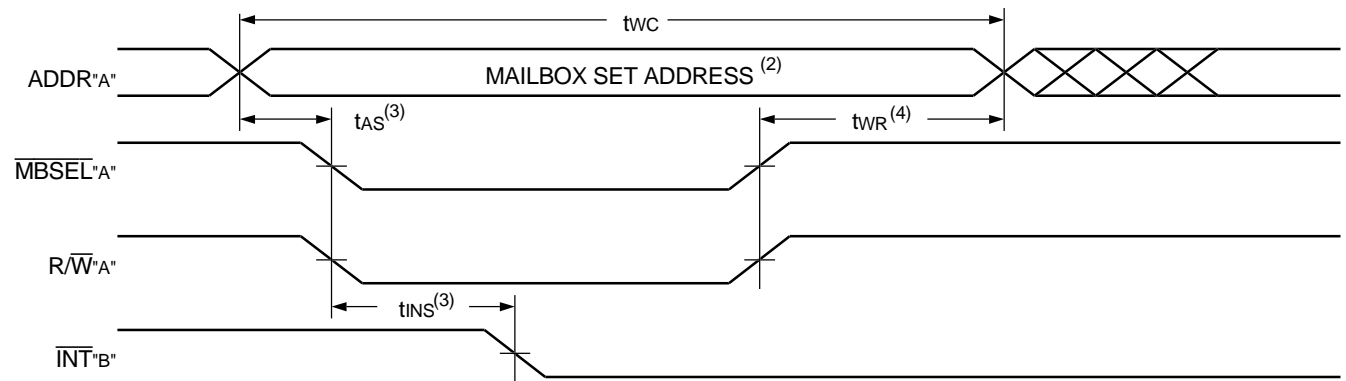 tWC
ADDR"A"
MAILBOX SET ADDRESS (2)
tAS(3)
tWR(4)
MBSEL"A"
R/W"A"
tINS(3)
INT"B"